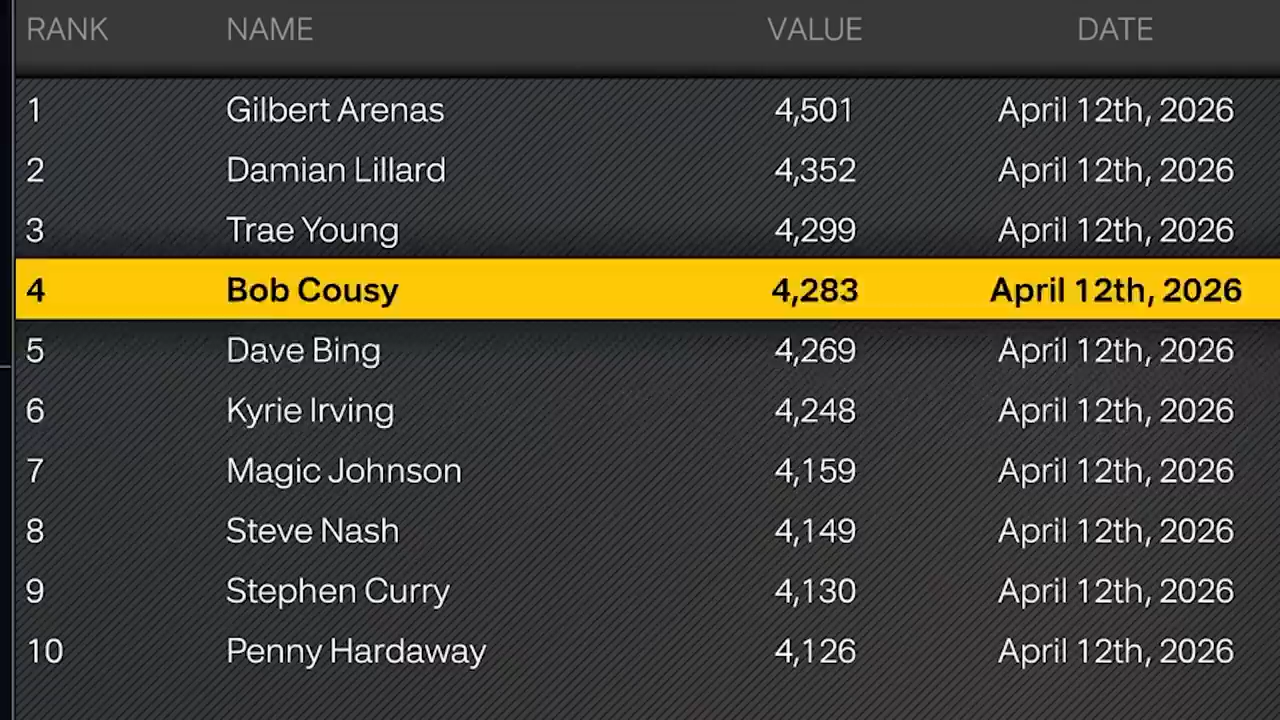 RANK NAME VALUE DATE
1 Gilbert Arenas 4,501 April 12th, 2026
2 Damian Lillard 4,352 April 12th, 2026
3 Trae Young 4,299 April 12th, 2026
4 Bob Cousy 4,283 April 12th, 2026
5 Dave Bing 4,269 April 12th, 2026
6 Kyrie Irving 4,248 April 12th, 2026
7 Magic Johnson 4,159 April 12th, 2026
8 Steve Nash 4,149 April 12th, 2026
9 Stephen Curry 4,130 April 12th, 2026
10 Penny Hardaway 4,126 April 12th, 2026